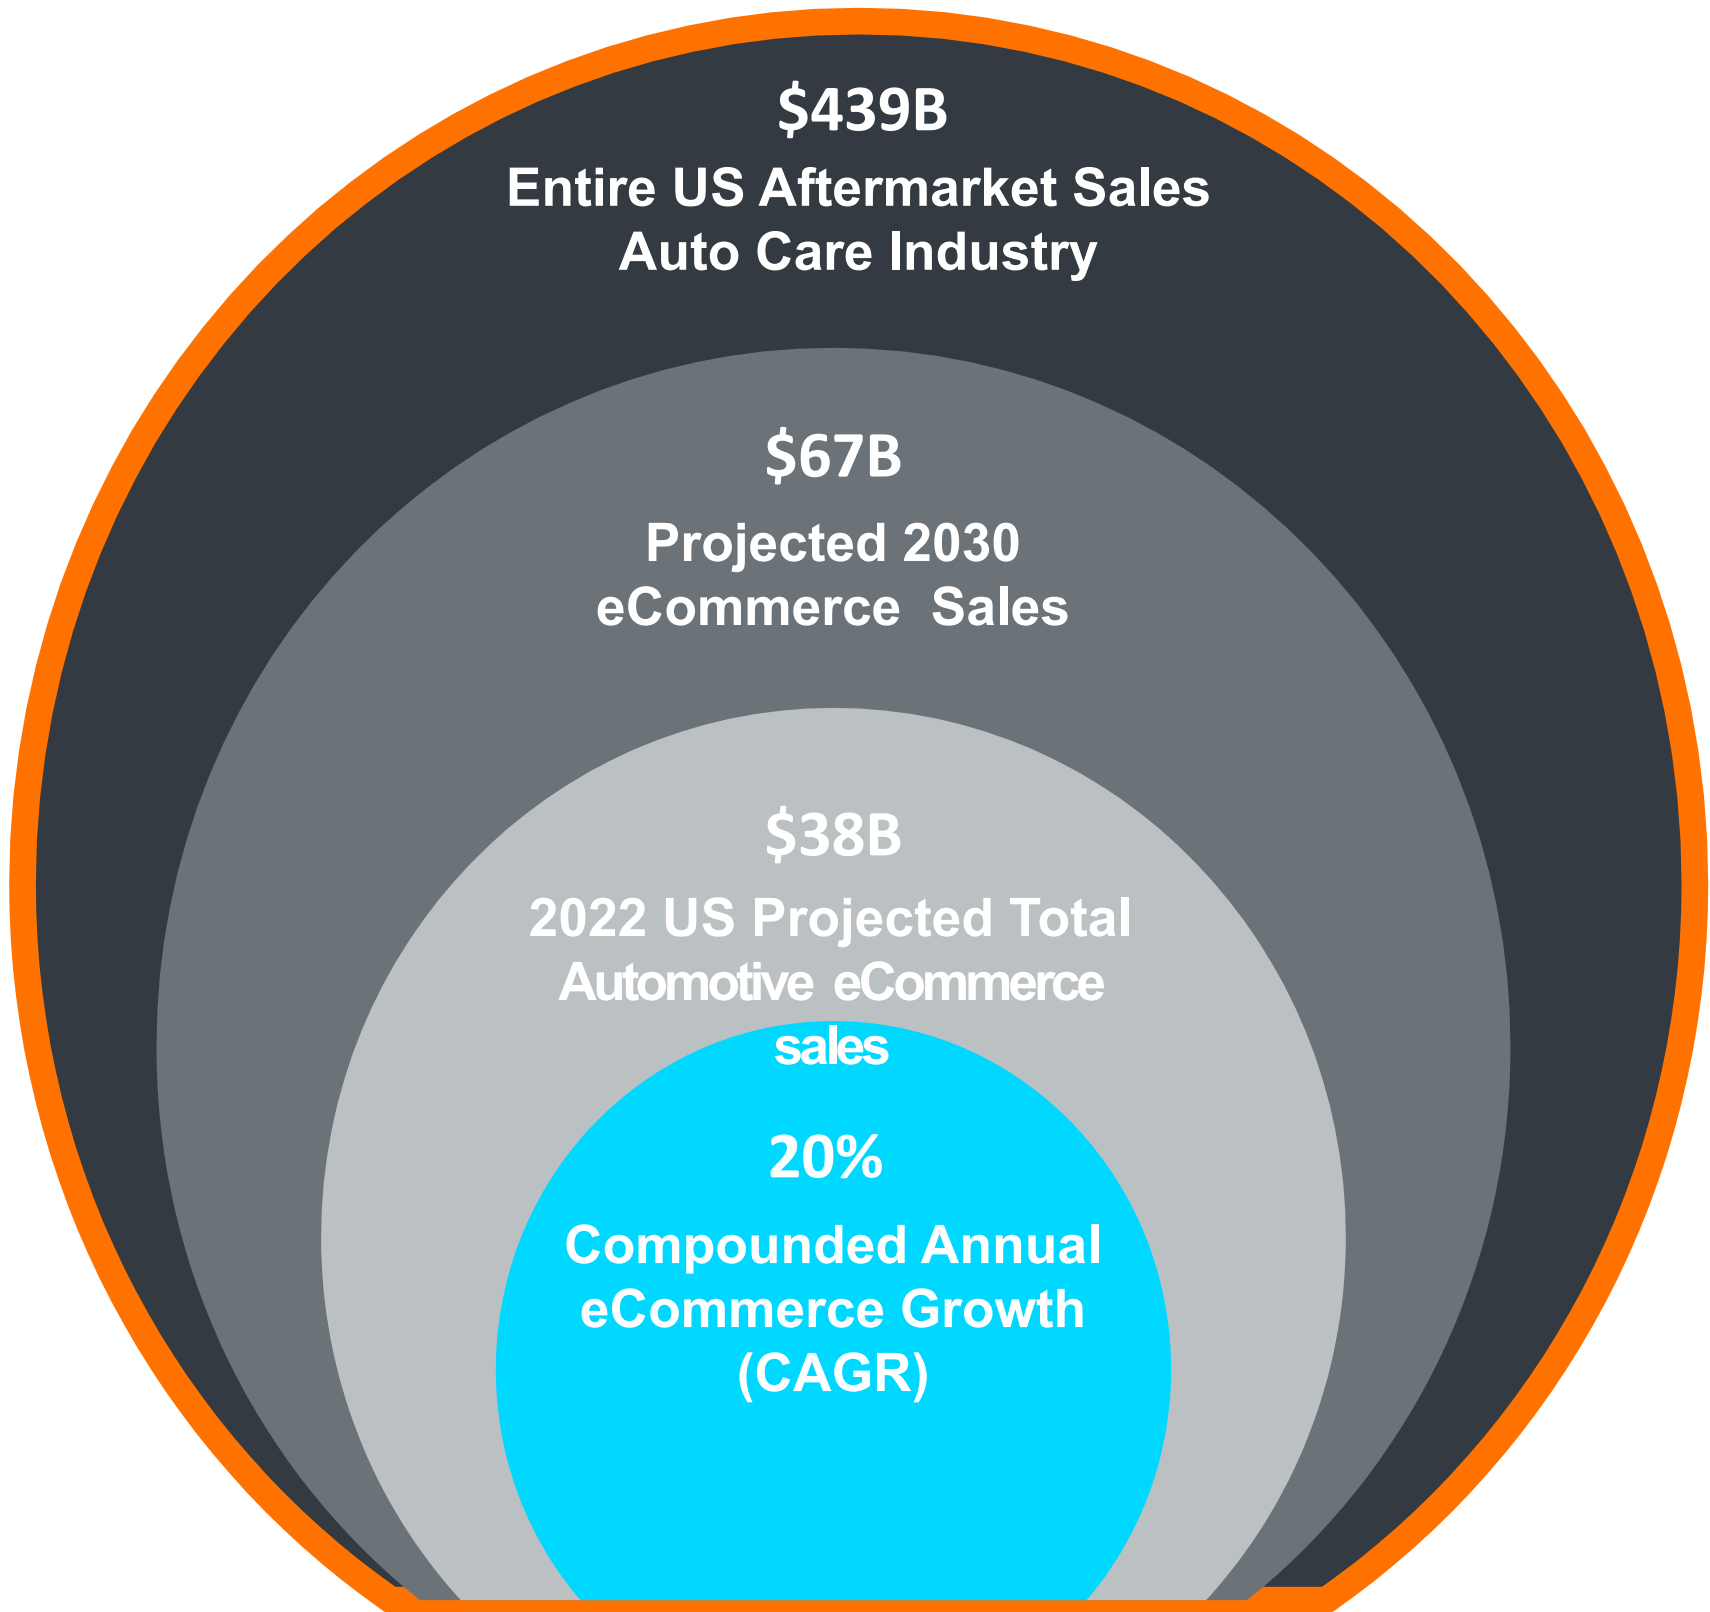 $439B
Entire US Aftermarket Sales
Auto Care Industry
$67B
Projected 2030
eCommerce Sales
$38B
2022 US Projected Total
Automotive eCommerce
sales
20%
Compounded Annual
eCommerce Growth
(CAGR)